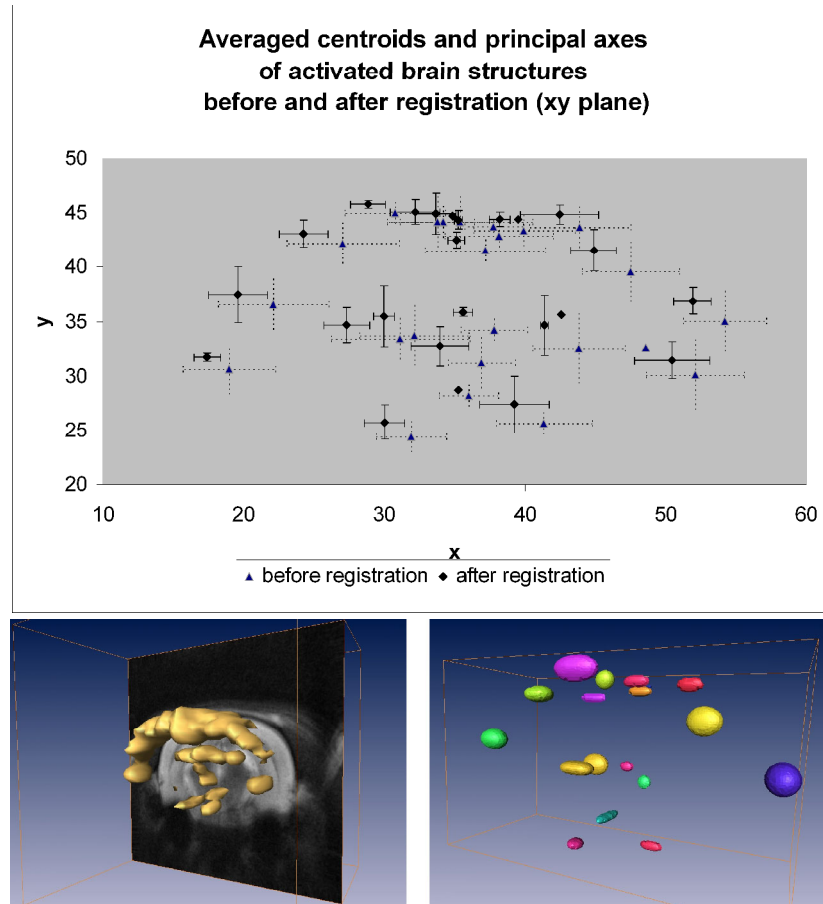 Averaged centroids and principal axes
of activated brain structures
before and after registration (xy plane)
50
45
40
35
30
25
20
y
10 20 30 40 50 60
x
before registration after registration